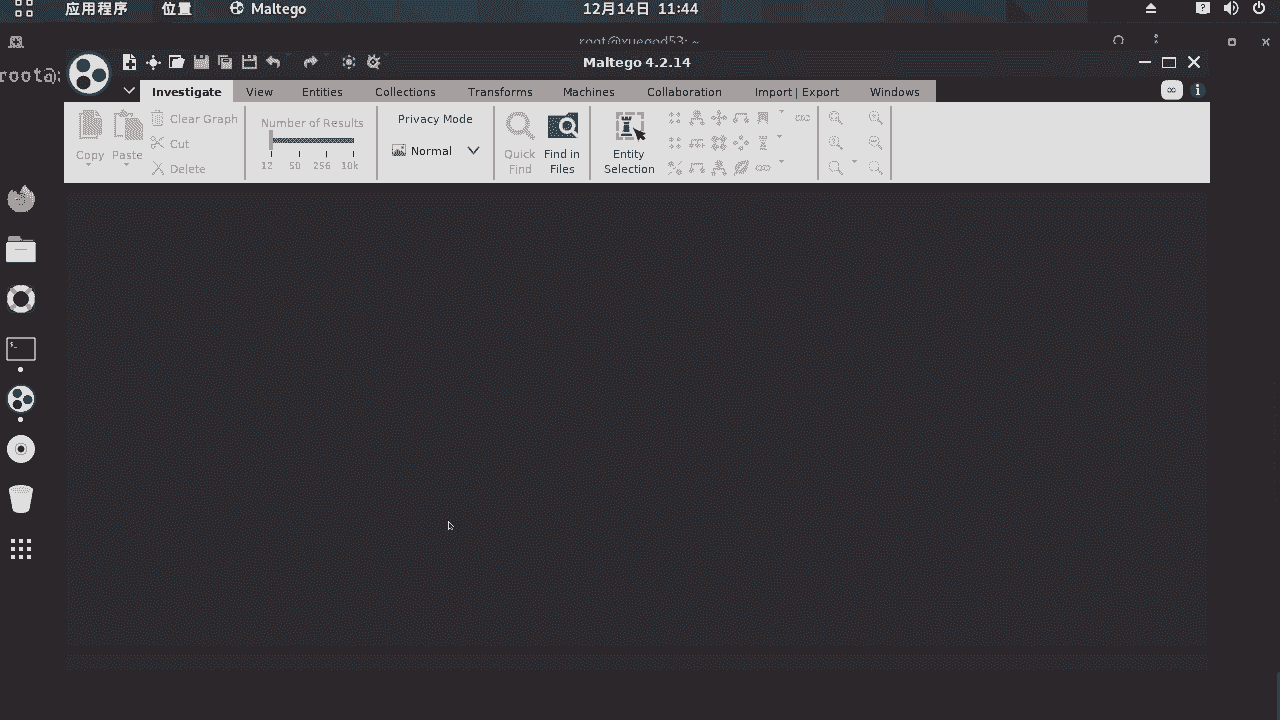 应用程序 位置 Maltego 12月14日 11:44
root@xuegod53: ~
root@: Maltego 4.2.14
Investigate View Entities Collections Transforms Machines Collaboration Import | Export Windows
Copy Paste Clear Graph Cut Delete
Number of Results
12 50 256 10k
Privacy Mode
Normal
Quick Find
Find in Files
Entity Selection